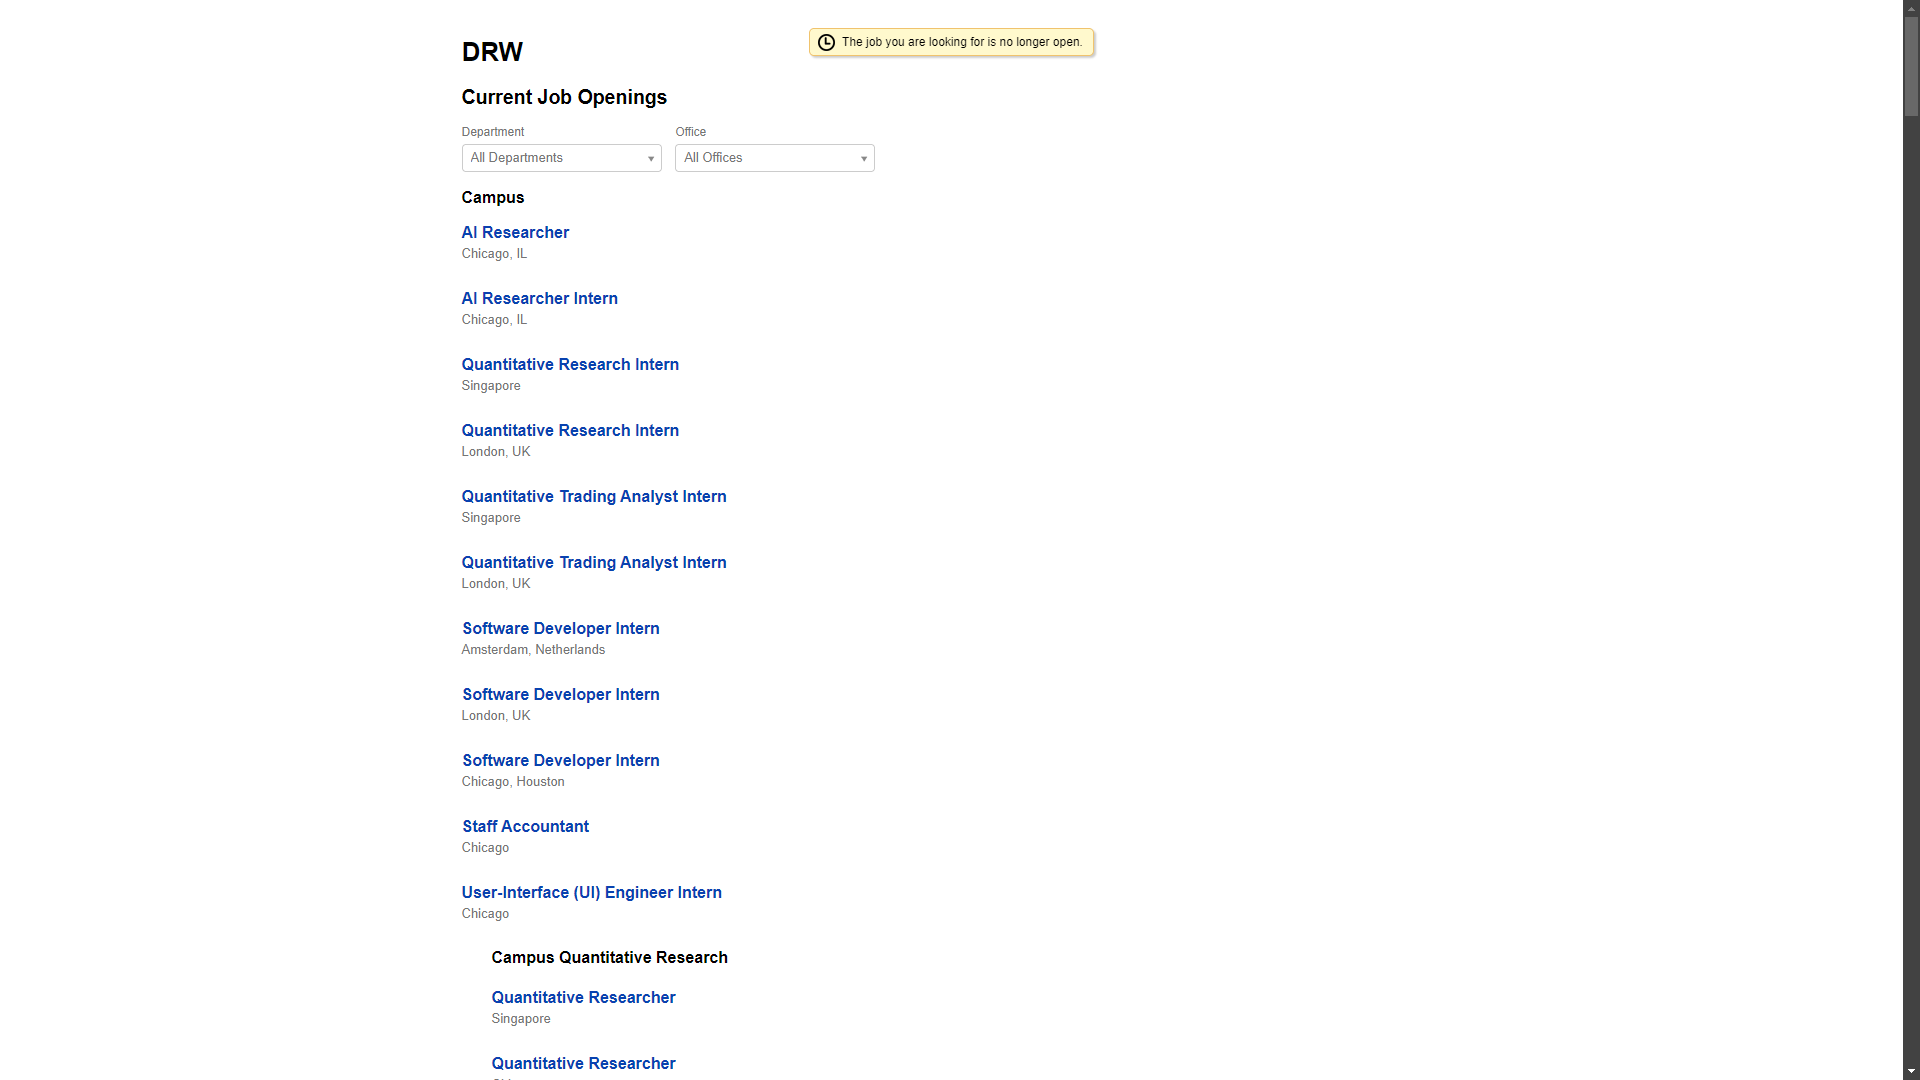 The job you are looking for is no longer open.
DRW
Current Job Openings
Department
Office
All Departments
All Offices
Campus
AI Researcher
Chicago, IL
AI Researcher Intern
Chicago, IL
Quantitative Research Intern
Singapore
Quantitative Research Intern
London, UK
Quantitative Trading Analyst Intern
Singapore
Quantitative Trading Analyst Intern
London, UK
Software Developer Intern
Amsterdam, Netherlands
Software Developer Intern
London, UK
Software Developer Intern
Chicago, Houston
Staff Accountant
Chicago
User-Interface (UI) Engineer Intern
Chicago
Campus Quantitative Research
Quantitative Researcher
Singapore
Quantitative Researcher